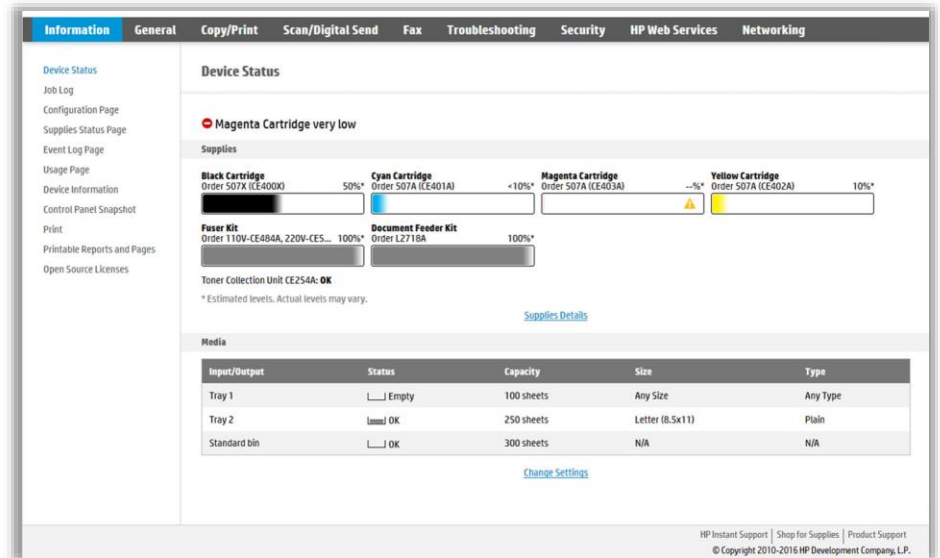 Information General Copy/Print Scan/Digital Send Fax Troubleshooting Security HP Web Services Networking
Device Status
Job Log
Configuration Page
Supplies Status Page
Event Log Page
Usage Page
Device Information
Control Panel Snapshot
Print
Printable Reports and Pages
Open Source Licenses
Device Status
Magenta Cartridge very low
Supplies
Black Cartridge
Order 507X (CE400X) 50%*
Cyan Cartridge
Order 507A (CE401A) <10%*
Magenta Cartridge
Order 507A (CE403A) --%*
Yellow Cartridge
Order 507A (CE402A) 10%*
Fuser Kit
Order 110V-CE484A, 220V-CE5... 100%*
Document Feeder Kit
Order L2718A 100%*
Toner Collection Unit CE254A: OK
* Estimated levels. Actual levels may vary.
Supplies Details
Media
Input/Output Status Capacity Size Type
Tray 1 Empty 100 sheets Any Size Any Type
Tray 2 OK 250 sheets Letter (8.5x11) Plain
Standard bin OK 300 sheets N/A N/A
Change Settings
HP Instant Support | Shop for Supplies | Product Support
© Copyright 2010-2016 HP Development Company, L.P.